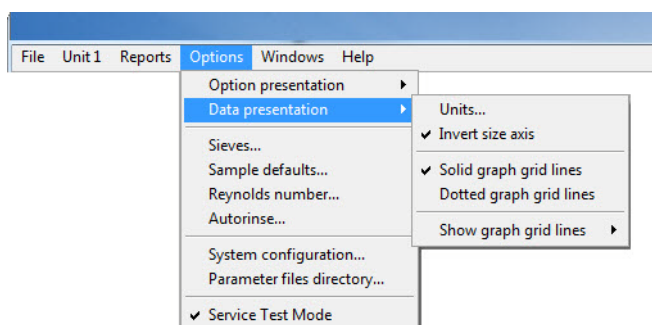 File Unit 1 Reports Options Windows Help
Option presentation
Data presentation
Sieves...
Sample defaults...
Reynolds number...
Autorinse...
System configuration...
Parameter files directory...
Service Test Mode
Units...
Invert size axis
Solid graph grid lines
Dotted graph grid lines
Show graph grid lines